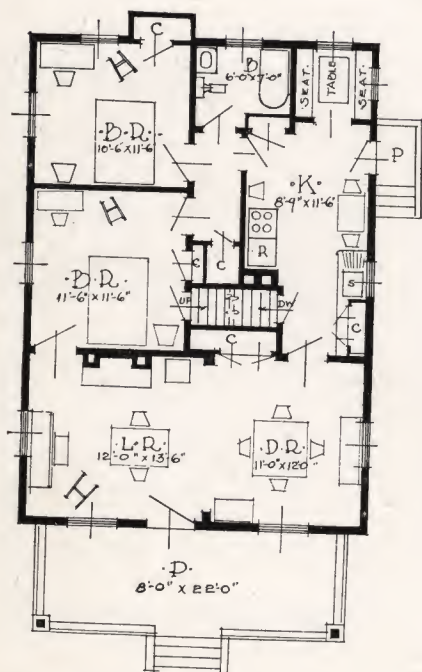 C
B
6'-0"X7'-0"
SEAT.
TABLE
SEAT.
·B·R·
10'-6"X11'-6"
P
·K·
8'-9"X11'-6"
R
·B·R·
11'-6"X11'-6"
C
C
S
UP
DN
C
C
·L·R·
12'-0"X13'-6"
·D·R·
11'-0"X12'0"
·P·
8'-0" X 22'-0"